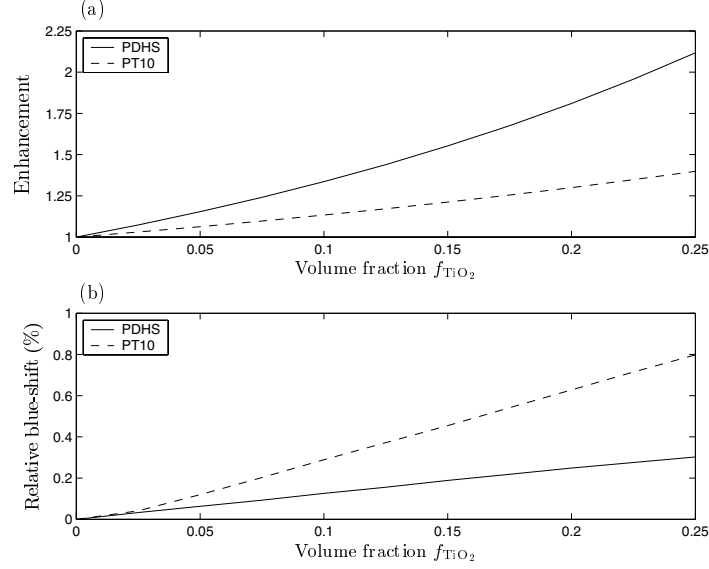 (a)
2.25
2
1.75
1.5
1.25
1
Enhancement
PDHS
PT10
0 0.05 0.1 0.15 0.2 0.25
Volume fraction f_TiO₂
(b)
1
0.8
0.6
0.4
0.2
0
Relative blue-shift (%)
PDHS
PT10
0 0.05 0.1 0.15 0.2 0.25
Volume fraction f_TiO₂